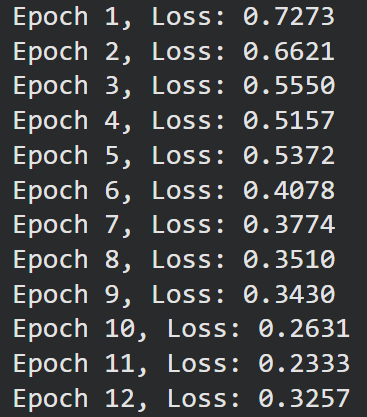 Epoch 1, Loss: 0.7273
Epoch 2, Loss: 0.6621
Epoch 3, Loss: 0.5550
Epoch 4, Loss: 0.5157
Epoch 5, Loss: 0.5372
Epoch 6, Loss: 0.4078
Epoch 7, Loss: 0.3774
Epoch 8, Loss: 0.3510
Epoch 9, Loss: 0.3430
Epoch 10, Loss: 0.2631
Epoch 11, Loss: 0.2333
Epoch 12, Loss: 0.3257